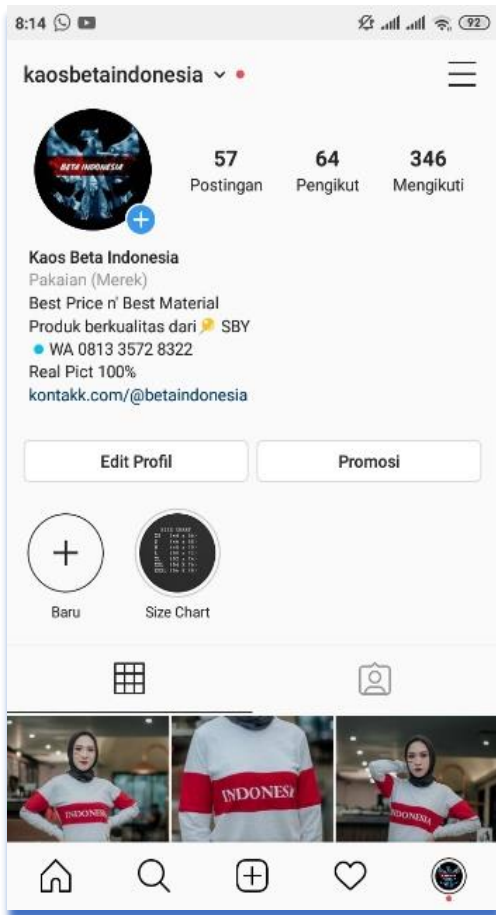 8:14
92
kaosbetaindonesia
BETA INDONESIA
57 64 346
Postingan Pengikut Mengikuti
Kaos Beta Indonesia
Pakaian (Merek)
Best Price n' Best Material
Produk berkualitas dari SBY
WA 0813 3572 8322
Real Pict 100%
kontakk.com/@betaindonesia
Edit Profil Promosi
SIZE CHART
Baru Size Chart
INDONESIA INDONESIA INDONESIA